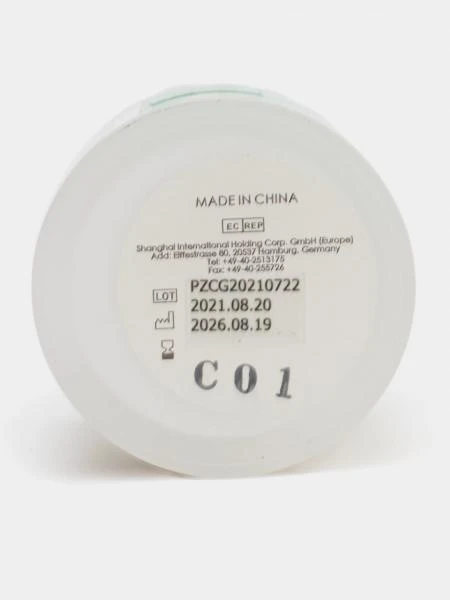 MADE IN CHINA
EC REP
Shanghai International Holding Corp. GmbH (Europe)
Add: Eiffestrasse 80, 20537 Hamburg, Germany
Tel: +49-40-2513175
Fax: +49-40-255726
LOT PZCG20210722
2021.08.20
2026.08.19
C01